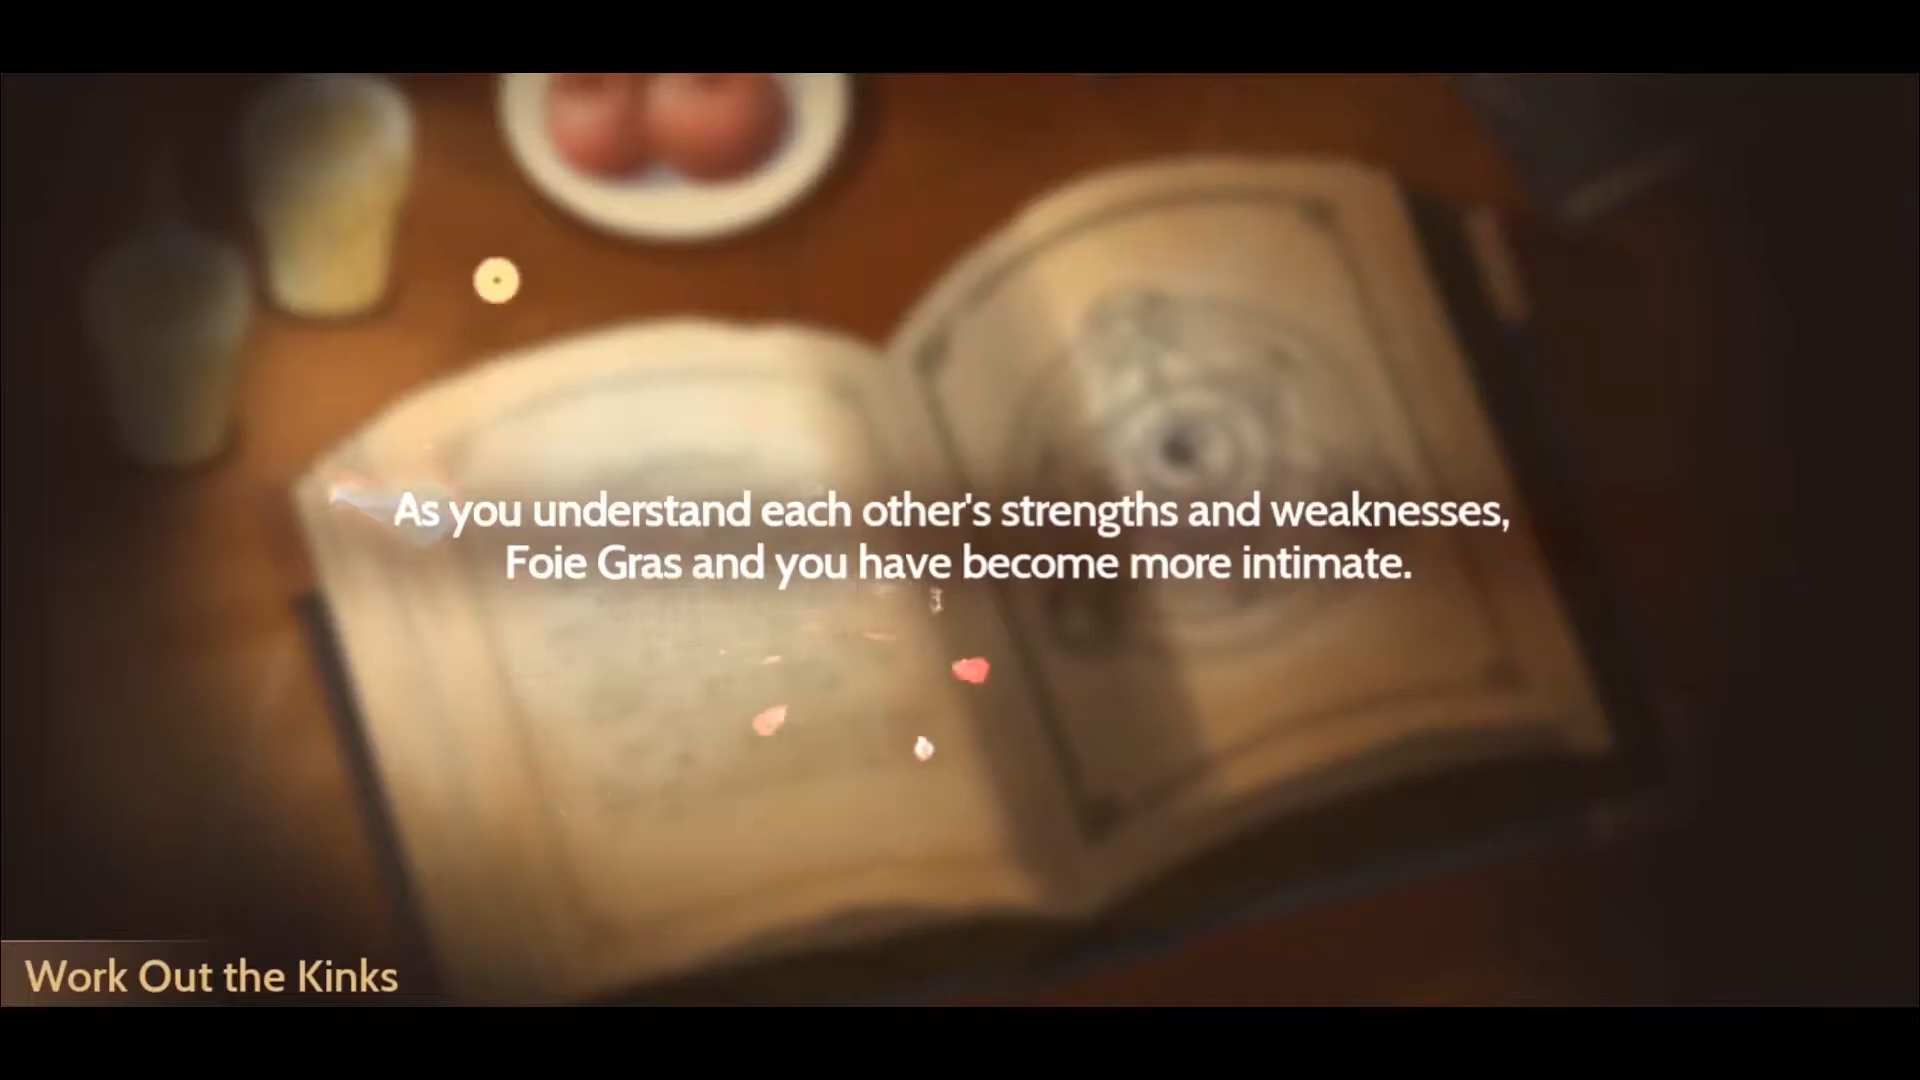 As you understand each other's strengths and weaknesses,
Foie Gras and you have become more intimate.
Work Out the Kinks